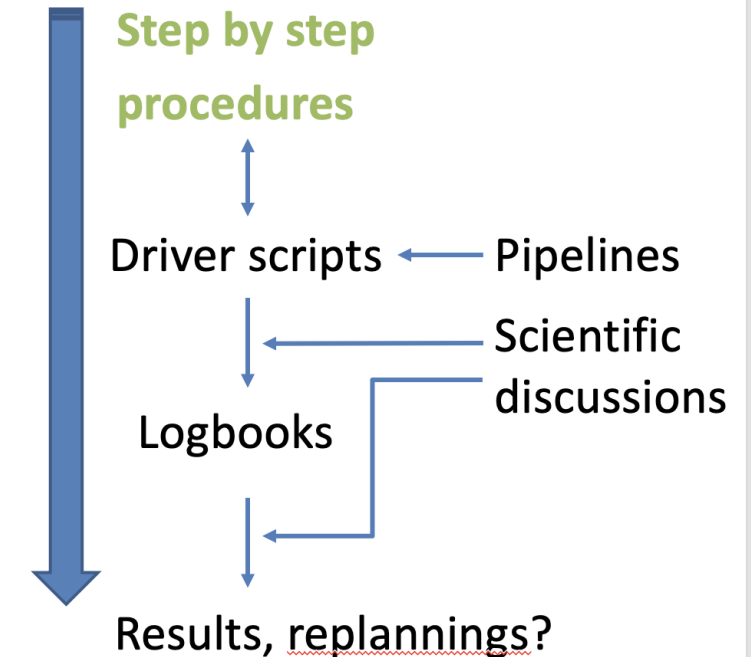 Step by step
procedures
Driver scripts
Pipelines
Scientific
discussions
Logbooks
Results, replannings?